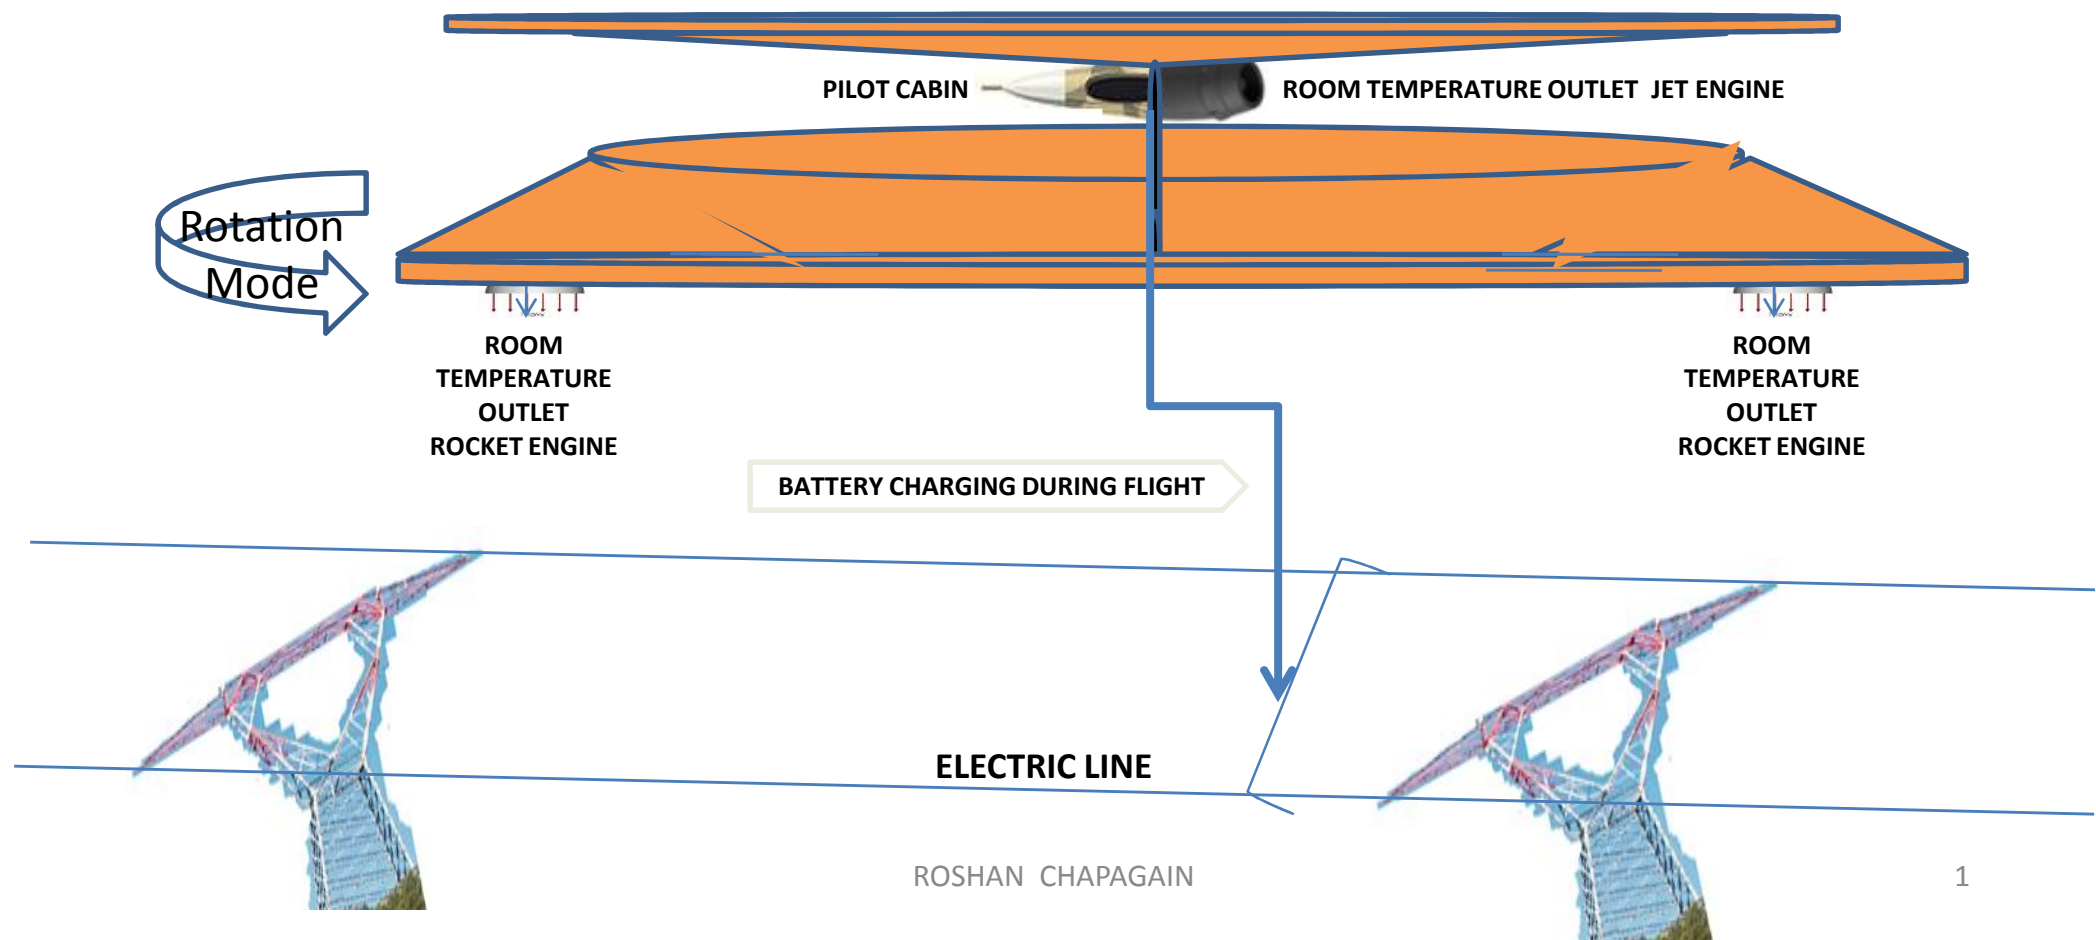 PILOT CABIN
ROOM TEMPERATURE OUTLET JET ENGINE
Rotation
Mode
ROOM
TEMPERATURE
OUTLET
ROCKET ENGINE
ROOM
TEMPERATURE
OUTLET
ROCKET ENGINE
BATTERY CHARGING DURING FLIGHT
ELECTRIC LINE
ROSHAN CHAPAGAIN
1